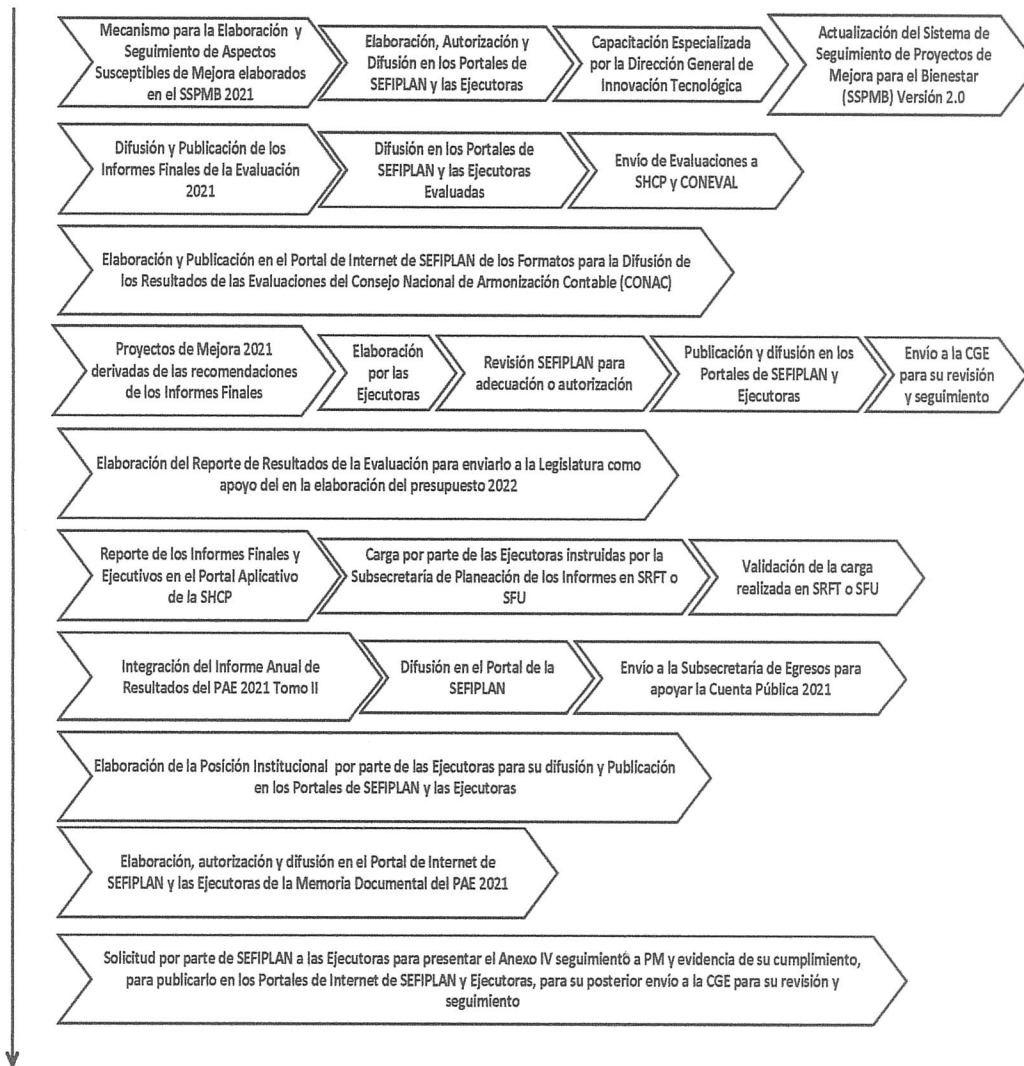 Mecanismo para la Elaboración y
Seguimiento de Aspectos
Susceptibles de Mejora elaborados
en el SSPMB 2021
Elaboración, Autorización y
Difusión en los Portales de
SEFIPLAN y las Ejecutoras
Capacitación Especializada
por la Dirección General de
Innovación Tecnológica
Actualización del Sistema de
Seguimiento de Proyectos de
Mejora para el Bienestar
(SSPMB) Versión 2.0
Difusión y Publicación de los
Informes Finales de la Evaluación
2021
Difusión en los Portales de
SEFIPLAN y las Ejecutoras
Evaluadas
Envío de Evaluaciones a
SHCP y CONEVAL
Elaboración y Publicación en el Portal de Internet de SEFIPLAN de los Formatos para la Difusión de
los Resultados de las Evaluaciones del Consejo Nacional de Armonización Contable (CONAC)
Proyectos de Mejora 2021
derivadas de las recomendaciones
de los Informes Finales
Elaboración
por las
Ejecutoras
Revisión SEFIPLAN para
adecuación o autorización
Publicación y difusión en los
Portales de SEFIPLAN y
Ejecutoras
Envío a la CGE
para su revisión
y seguimiento
Elaboración del Reporte de Resultados de la Evaluación para enviarlo a la Legislatura como
apoyo del en la elaboración del presupuesto 2022
Reporte de los Informes Finales y
Ejecutivos en el Portal Aplicativo
de la SHCP
Carga por parte de las Ejecutoras instruidas por la
Subsecretaría de Planeación de los Informes en SRFT o
SFU
Validación de la carga
realizada en SRFT o SFU
Integración del Informe Anual de
Resultados del PAE 2021 Tomo II
Difusión en el Portal de la
SEFIPLAN
Envío a la Subsecretaría de Egresos para
apoyar la Cuenta Pública 2021
Elaboración de la Posición Institucional por parte de las Ejecutoras para su difusión y Publicación
en los Portales de SEFIPLAN y las Ejecutoras
Elaboración, autorización y difusión en el Portal de Internet de
SEFIPLAN y las Ejecutoras de la Memoria Documental del PAE 2021
Solicitud por parte de SEFIPLAN a las Ejecutoras para presentar el Anexo IV seguimiento a PM y evidencia de su cumplimiento,
para publicarlo en los Portales de Internet de SEFIPLAN y Ejecutoras, para su posterior envío a la CGE para su revisión y
seguimiento